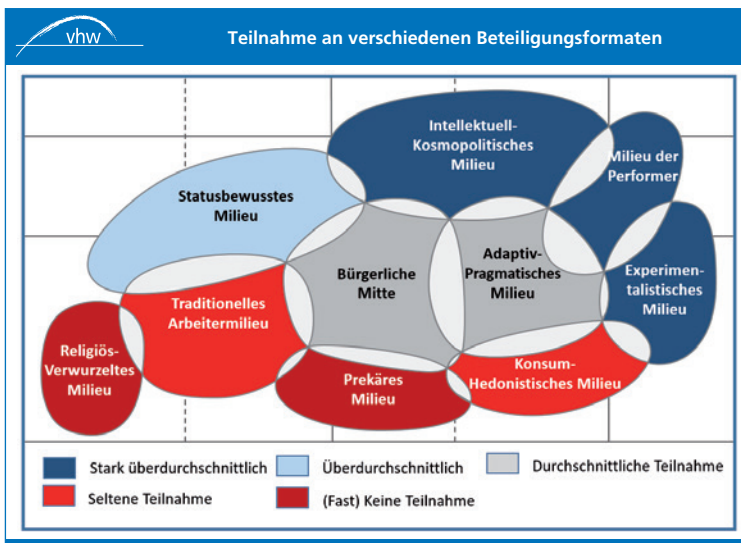 vhw
Teilnahme an verschiedenen Beteiligungsformaten
Intellektuell-
Kosmopolitisches
Milieu
Milieu der
Performer
Statusbewusstes
Milieu
Bürgerliche
Mitte
Adaptiv-
Pragmatisches
Milieu
Experimen-
talistisches
Milieu
Traditionelles
Arbeitermilieu
Religiös-
Verwurzeltes
Milieu
Prekäres
Milieu
Konsum-
Hedonistisches Milieu
Stark überdurchschnittlich
Überdurchschnittlich
Durchschnittliche Teilnahme
Seltene Teilnahme
(Fast) Keine Teilnahme